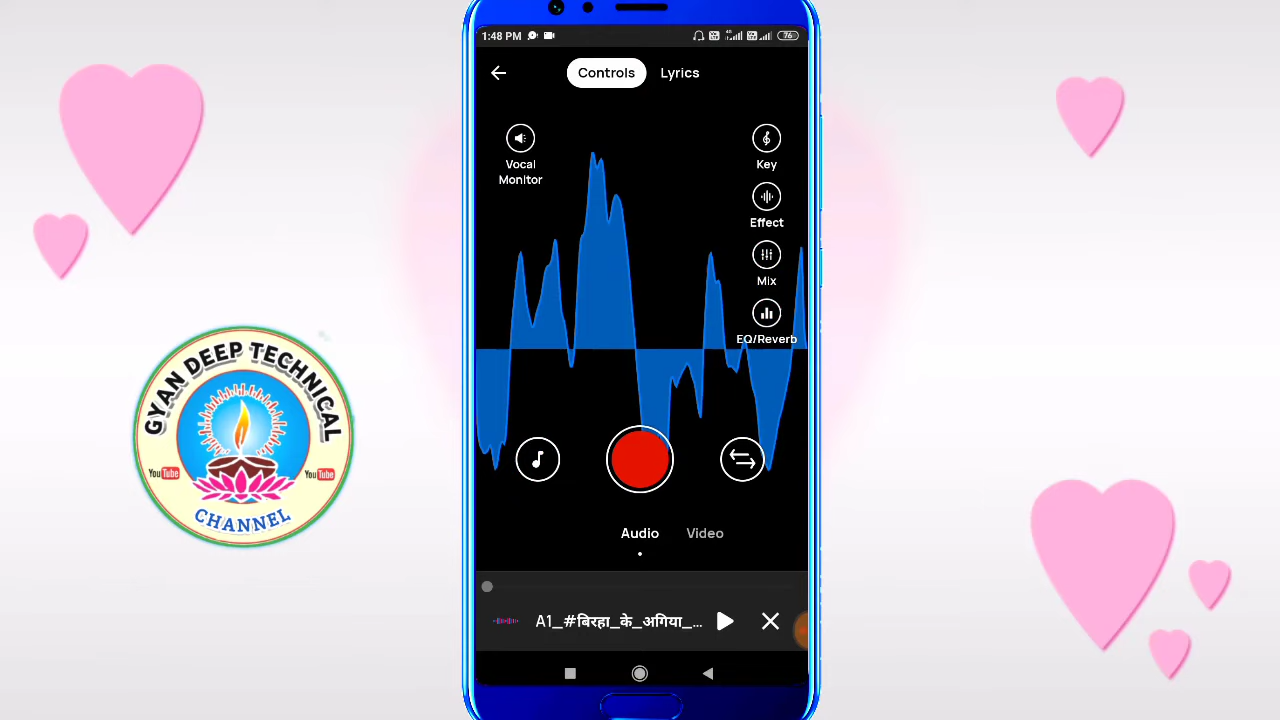 1:48 PM
76
Controls
Lyrics
Vocal
Monitor
Key
Effect
Mix
EQ/Reverb
GYAN DEEP TECHNICAL
YouTube
YouTube
CHANNEL
Audio
Video
A1_#बिरहा_के_अगिया_...